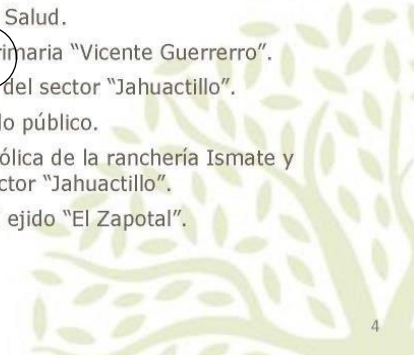 Salud.
rimaria “Vicente Guerrerro”.
del sector “Jahuactillo”.
lo público.
ólica de la ranchería Ismate y
ctor “Jahuactillo”.
ejido “El Zapotal”.
4